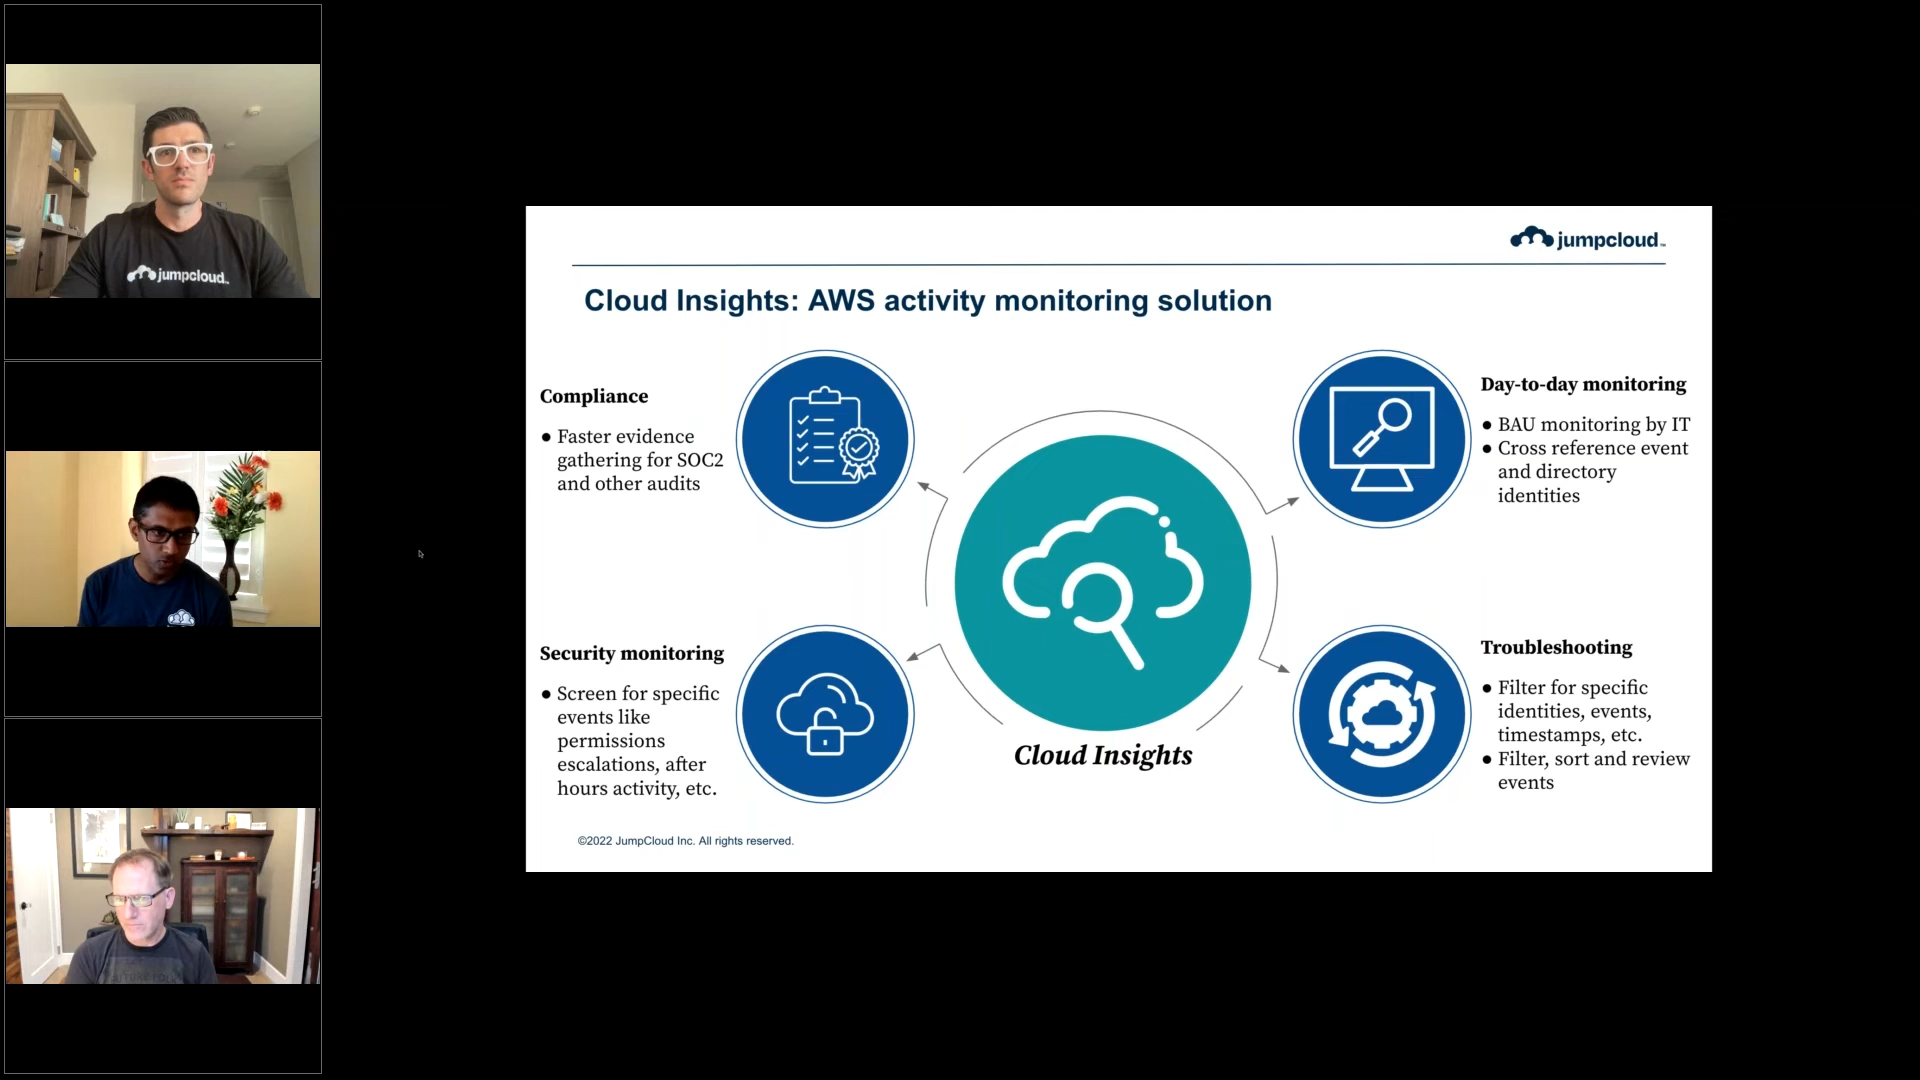 jumpcloud
jumpcloud
Cloud Insights: AWS activity monitoring solution
Compliance
● Faster evidence
gathering for SOC2
and other audits
Security monitoring
● Screen for specific
events like
permissions
escalations, after
hours activity, etc.
Cloud Insights
Day-to-day monitoring
● BAU monitoring by IT
● Cross reference event
and directory
identities
Troubleshooting
● Filter for specific
identities, events,
timestamps, etc.
● Filter, sort and review
events
©2022 JumpCloud Inc. All rights reserved.